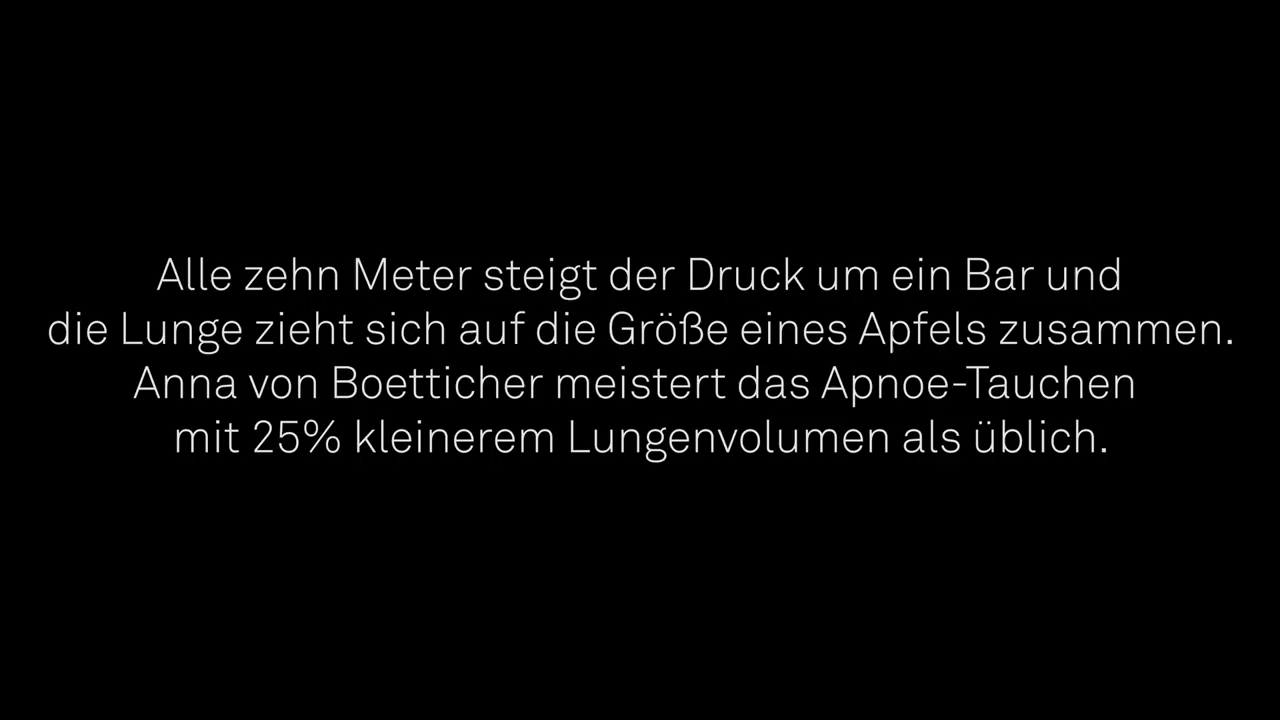 Alle zehn Meter steigt der Druck um ein Bar und
die Lunge zieht sich auf die Größe eines Apfels zusammen.
Anna von Boetticher meistert das Apnoe-Tauchen
mit 25% kleinerem Lungenvolumen als üblich.